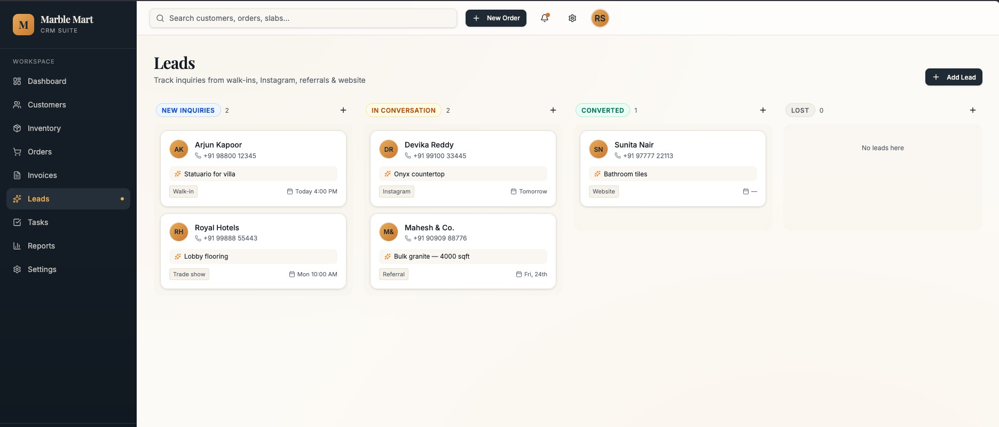 M
Marble Mart
CRM SUITE
WORKSPACE
Dashboard
Customers
Inventory
Orders
Invoices
Leads
Tasks
Reports
Settings
Search customers, orders, slabs...
New Order
RS
Leads
Track inquiries from walk-ins, Instagram, referrals & website
Add Lead
NEW INQUIRIES 2
AK
Arjun Kapoor
+91 98800 12345
Statuario for villa
Walk-in Today 4:00 PM
RH
Royal Hotels
+91 99888 55443
Lobby flooring
Trade show Mon 10:00 AM
IN CONVERSATION 2
DR
Devika Reddy
+91 99100 33445
Onyx countertop
Instagram Tomorrow
M&
Mahesh & Co.
+91 90909 88776
Bulk granite — 4000 sqft
Referral Fri, 24th
CONVERTED 1
SN
Sunita Nair
+91 97777 22113
Bathroom tiles
Website —
LOST 0
No leads here